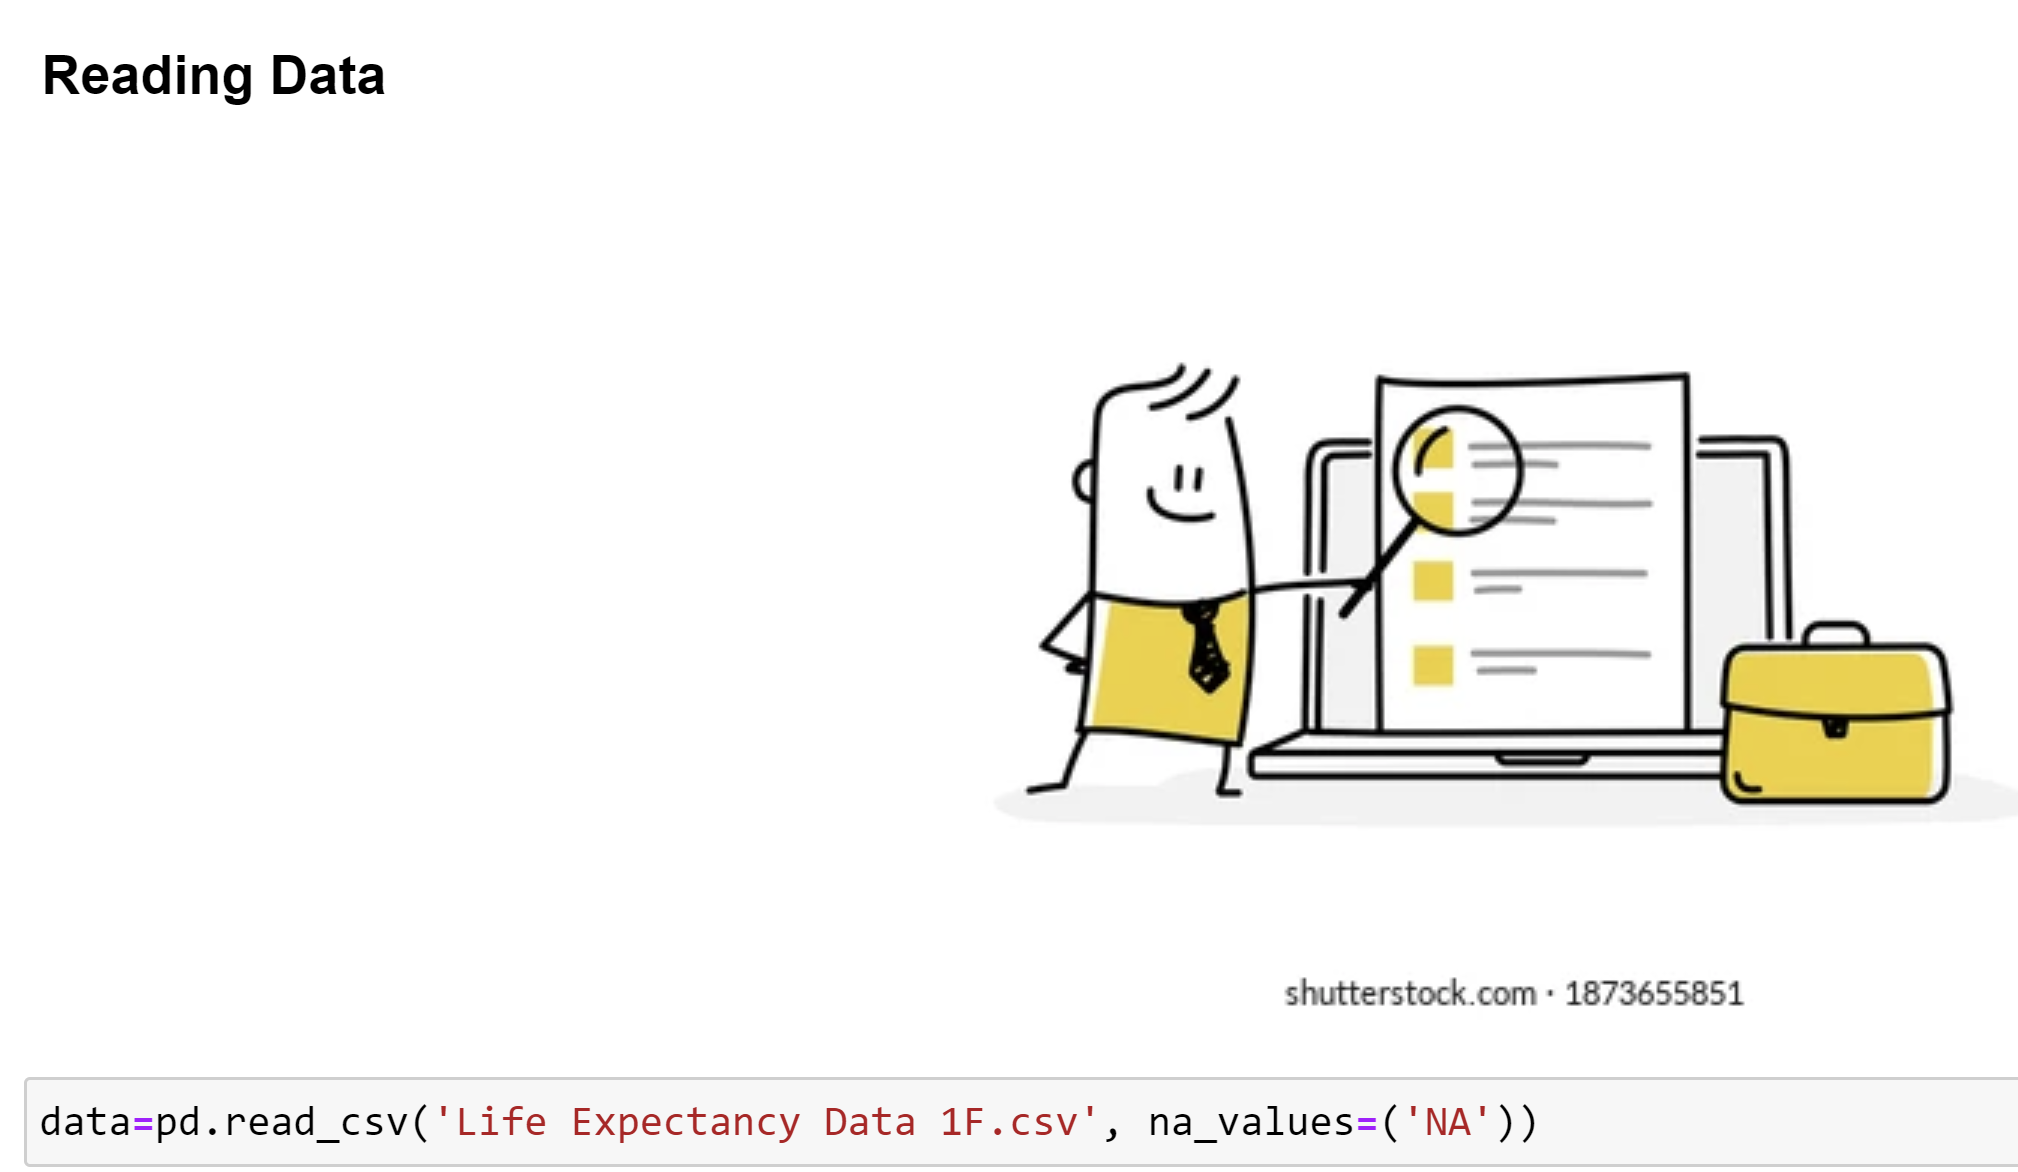 Reading Data
shutterstock.com · 1873655851
data=pd.read_csv('Life Expectancy Data 1F.csv', na_values=('NA'))